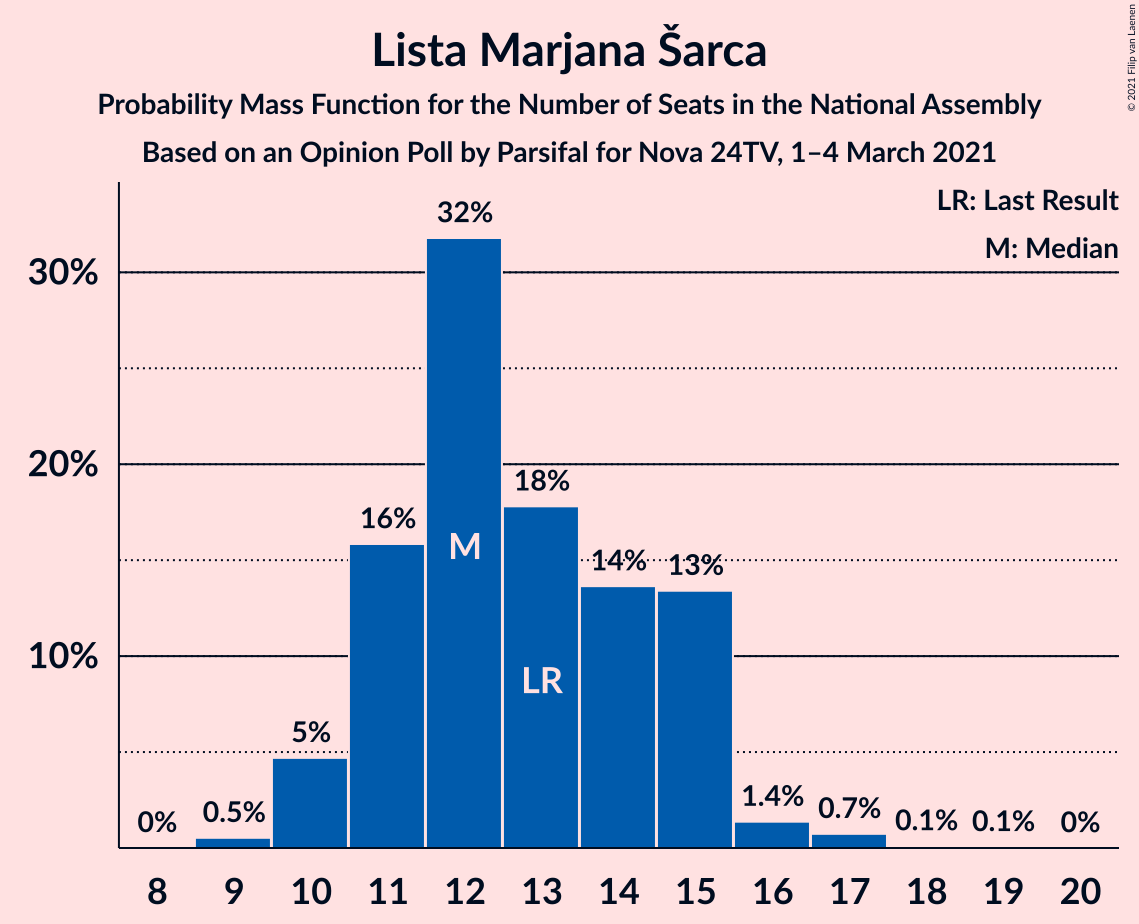 Lista Marjana Šarca
Probability Mass Function for the Number of Seats in the National Assembly
Based on an Opinion Poll by Parsifal for Nova 24TV, 1–4 March 2021
© 2021 Filip van Laenen
LR: Last Result
M: Median
30%
20%
10%
0%
0.5%
5%
16%
32%
18%
14%
13%
1.4%
0.7%
0.1%
0.1%
0%
M
LR
8 9 10 11 12 13 14 15 16 17 18 19 20